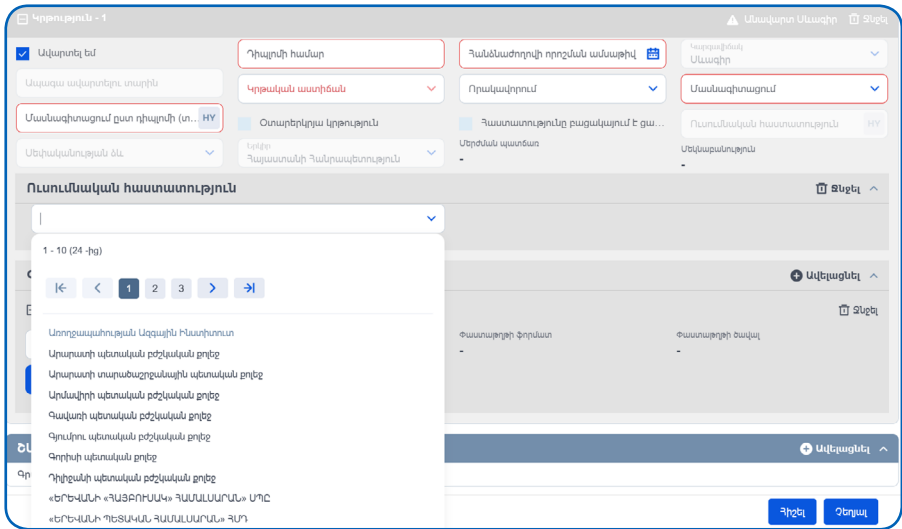 Կրթություն - 1
Անավարտ Սևագիր
Ջնջել
Ավարտել եմ
Դիպլոմի համար
Հանձնաժողովի որոշման ամսաթիվ
Կարգավիճակ
Սևագիր
Ապագա ավարտելու տարին
Կրթական աստիճան
Որակավորում
Մասնագիտացում
Մասնագիտացում ըստ դիպլոմի (տ... HY
Օտարերկրյա կրթություն
Հաստատությունը բացակայում է ցա...
Ուսումնական հաստատություն HY
Սեփականության ձև
Երկիր
Հայաստանի Հանրապետություն
Մերժման պատճառ
-
Մեկնաբանություն
-
Ուսումնական հաստատություն
Ջնջել
1 - 10 (24 -ից)
Ավելացնել
1 2 3
Ջնջել
Առողջապահության Ազգային Ինստիտուտ
Փաստաթղթի ֆորմատ
-
Փաստաթղթի ծավալ
-
Արարատի պետական բժշկական քոլեջ
Արարատի տարածաշրջանային պետական քոլեջ
Արմավիրի պետական բժշկական քոլեջ
Գավառի պետական բժշկական քոլեջ
Գյումրու պետական բժշկական քոլեջ
Գորիսի պետական քոլեջ
Դիլիջանի պետական բժշկական քոլեջ
Ավելացնել
«ԵՐԵՎԱՆԻ «ՀԱՅԲՈՒՍԱԿ» ՀԱՄԱԼՍԱՐԱՆ» ՍՊԸ
«ԵՐԵՎԱՆԻ ՊԵՏԱԿԱՆ ՀԱՄԱԼՍԱՐԱՆ» ՀՄԴ
Հիշել
Չեղյալ